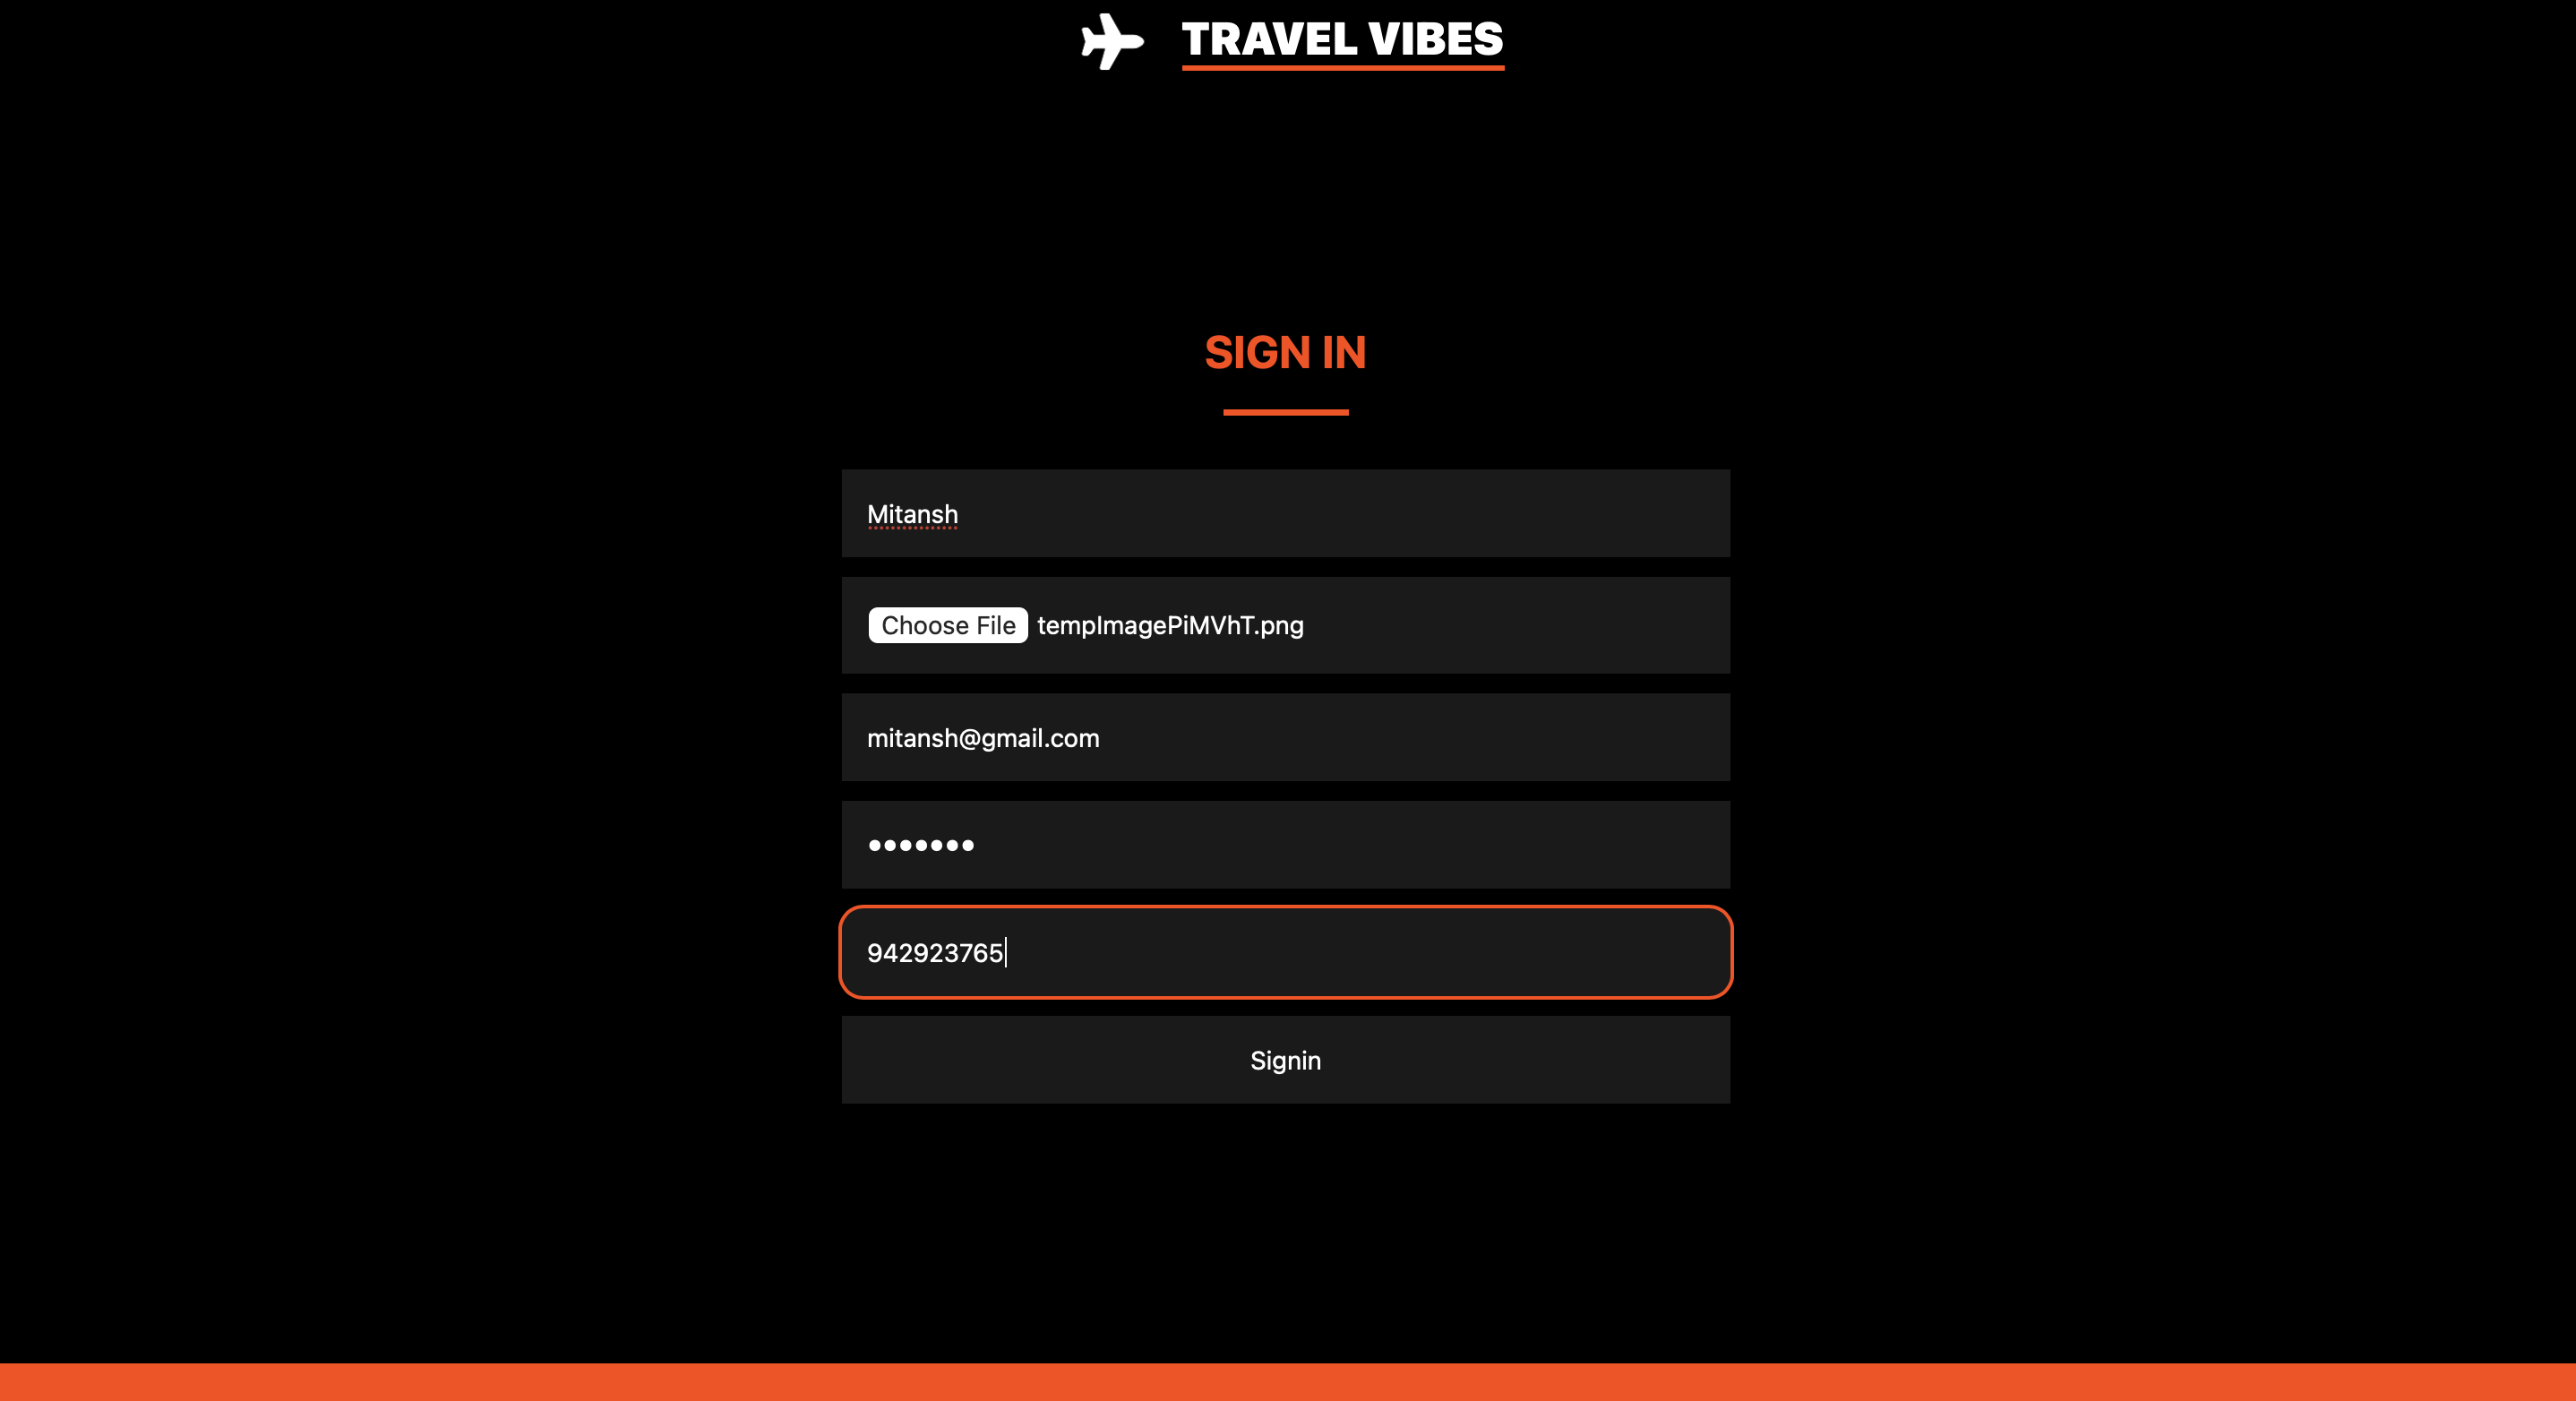 TRAVEL VIBES
SIGN IN
Mitansh
Choose File tempImagePiMVhT.png
mitansh@gmail.com
•••••••
942923765
Signin